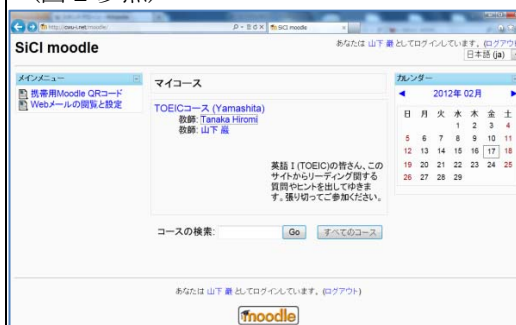 (図 2 参照)
SiCI moodle
SiCI moodle
あなたは 山下 巌 としてログインしています。(ログアウト)
日本語 (ja)
メインメニュー
携帯用Moodle QRコード
Webメールの閲覧と設定
マイコース
TOEICコース (Yamashita)
教師: Tanaka Hiromi
教師: 山下 巌
英語 I (TOEIC)の皆さん、この
サイトからリーディング関する
質問やヒントを出してゆきま
す。張り切ってご参加ください。
コースの検索:
Go
すべてのコース
カレンダー
◀ 2012年 02月 ▶
日 月 火 水 木 金 土
1 2 3 4
5 6 7 8 9 10 11
12 13 14 15 16 17 18
19 20 21 22 23 24 25
26 27 28 29
あなたは 山下 巌 としてログインしています。(ログアウト)
moodle